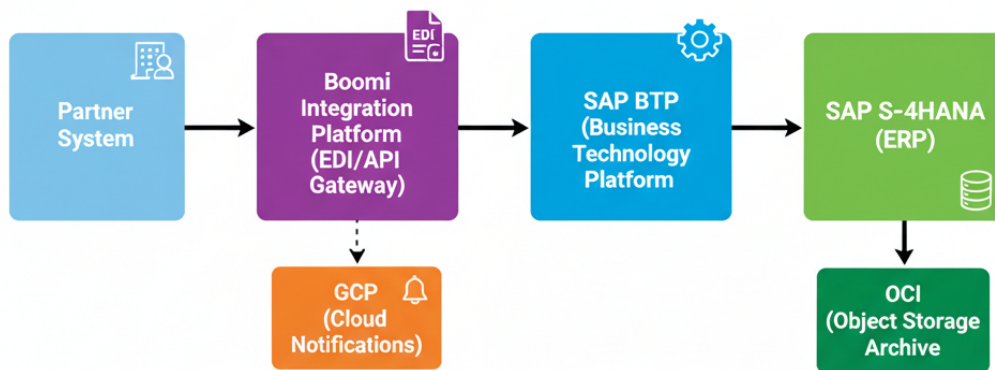 EDI
Partner
System
Boomi
Integration
Platform
(EDI/API
Gateway)
SAP BTP
(Business
Technology
Platform
SAP S-4HANA
(ERP)
GCP
(Cloud
Notifications)
OCI
(Object Storage
Archive